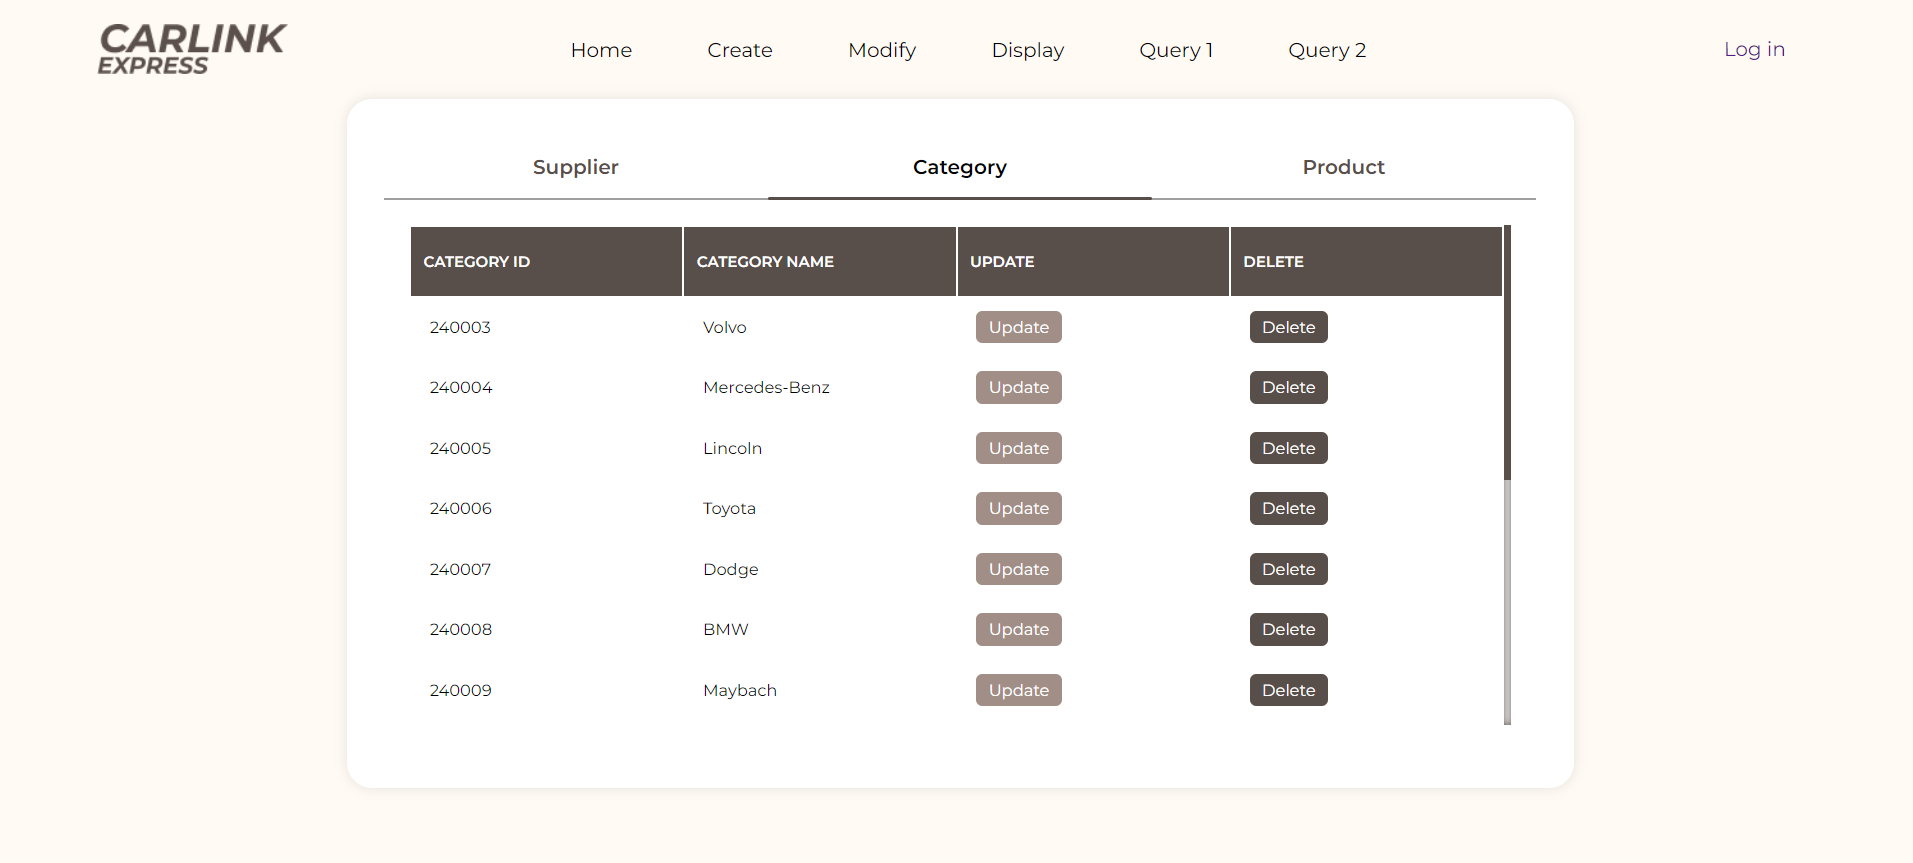 CARLINK
EXPRESS
Home Create Modify Display Query 1 Query 2 Log in
Supplier Category Product
CATEGORY ID CATEGORY NAME UPDATE DELETE
240003 Volvo Update Delete
240004 Mercedes-Benz Update Delete
240005 Lincoln Update Delete
240006 Toyota Update Delete
240007 Dodge Update Delete
240008 BMW Update Delete
240009 Maybach Update Delete